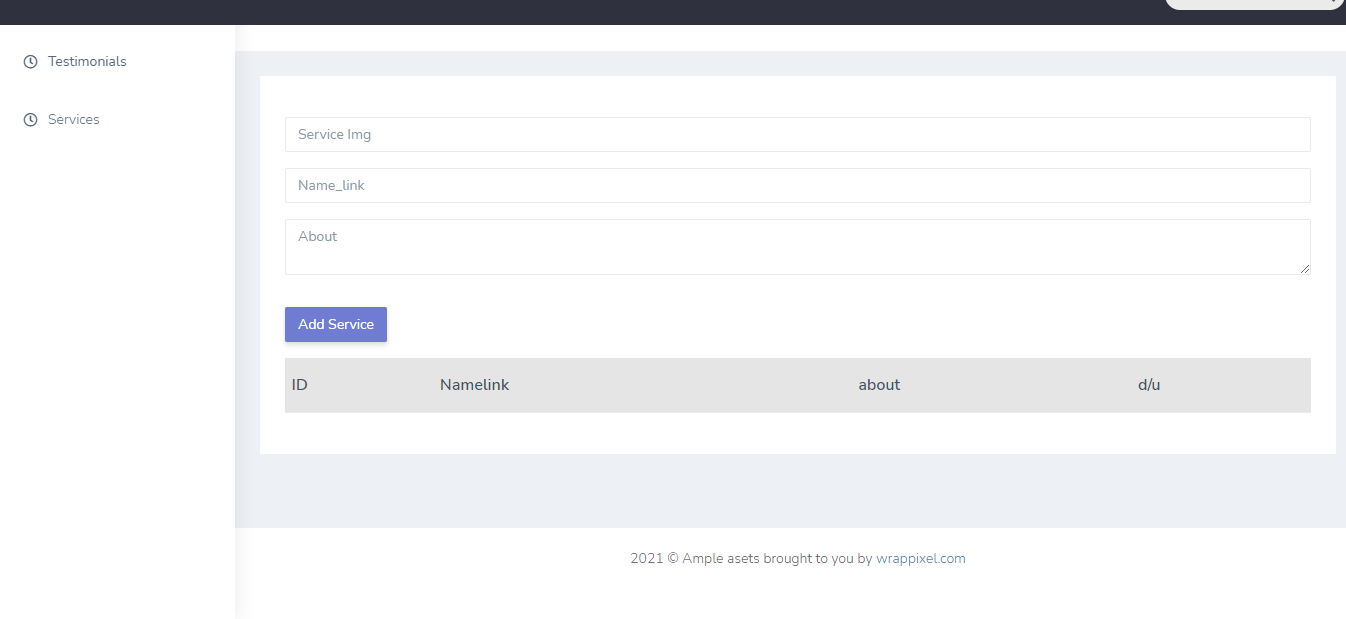 Testimonials
Services
Service Img
Name_link
About
Add Service
ID Namelink about d/u
2021 © Ample asets brought to you by wrappixel.com